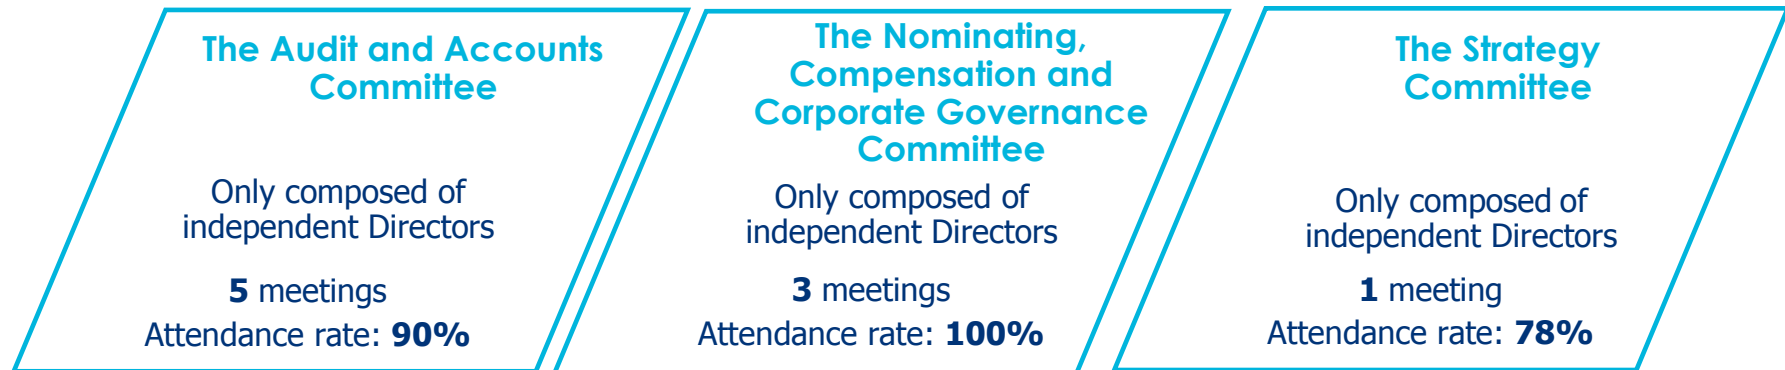 The Audit and Accounts
Committee
Only composed of
independent Directors
5 meetings
Attendance rate: 90%
The Nominating,
Compensation and
Corporate Governance
Committee
Only composed of
independent Directors
3 meetings
Attendance rate: 100%
The Strategy
Committee
Only composed of
independent Directors
1 meeting
Attendance rate: 78%